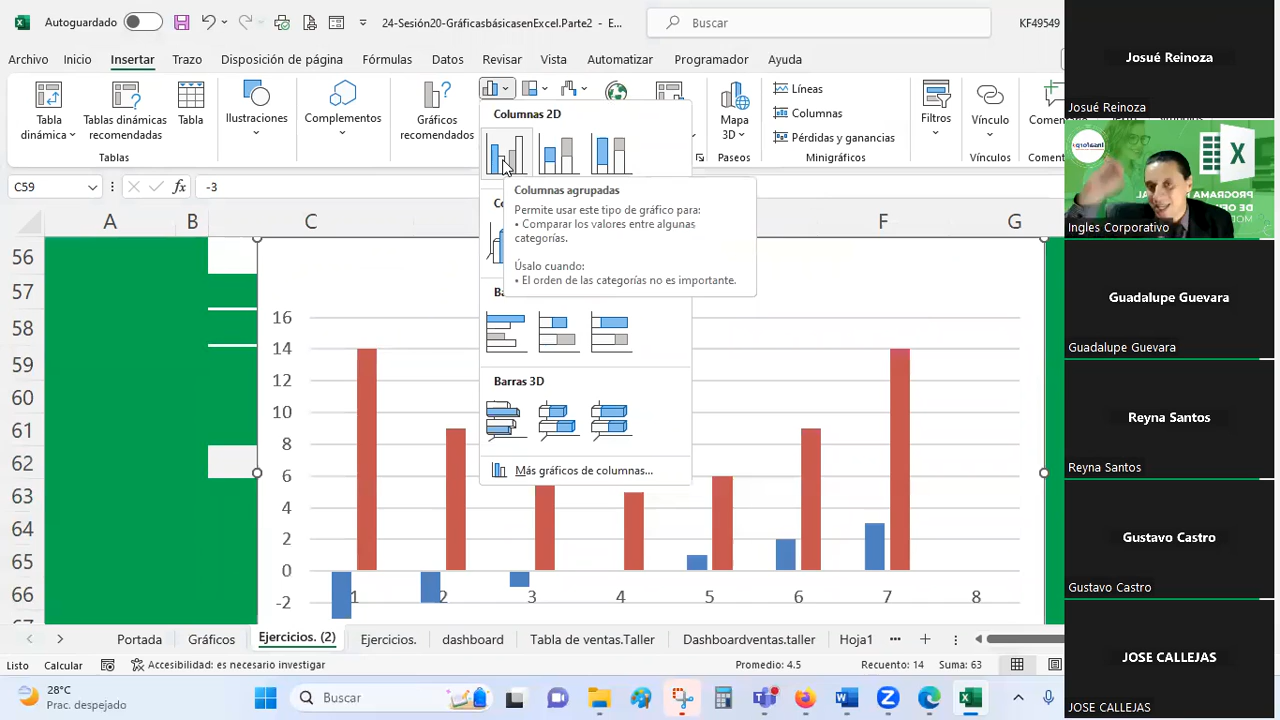 Autoguardado
24-Sesión20-GráficasbásicasenExcel.Parte2 - E...
Buscar
KF49549
Archivo Inicio Insertar Trazo Disposición de página Fórmulas Datos Revisar Vista Automatizar Programador Ayuda
Tabla dinámica
Tablas dinámicas recomendadas
Tabla
Tablas
Ilustraciones
Complementos
Gráficos recomendados
Mapa 3D
Paseos
Líneas
Columnas
Pérdidas y ganancias
Minigráficos
Filtros
Vínculo
Vínculos
Coment
Coment
Columnas 2D
Columnas agrupadas
Permite usar este tipo de gráfico para:
• Comparar los valores entre algunas
categorías.
Úsalo cuando:
• El orden de las categorías no es importante.
Co
Ba
Barras 3D
Más gráficos de columnas...
C59
fx
-3
A B C F G
56
57
58
59
60
61
62
63
64
65
66
16
14
12
10
8
6
4
2
0
-2
1 2 3 4 5 6 7 8
Portada Gráficos Ejercicios. (2) Ejercicios. dashboard Tabla de ventas.Taller Dashboardventas.taller Hoja1
Listo Calcular Accesibilidad: es necesario investigar Promedio: 4.5 Recuento: 14 Suma: 63
28°C
Prac. despejado
Buscar
Josué Reinoza
Josué Reinoza
Ingles Corporativo
Guadalupe Guevara
Guadalupe Guevara
Reyna Santos
Reyna Santos
Gustavo Castro
Gustavo Castro
JOSE CALLEJAS
JOSE CALLEJAS